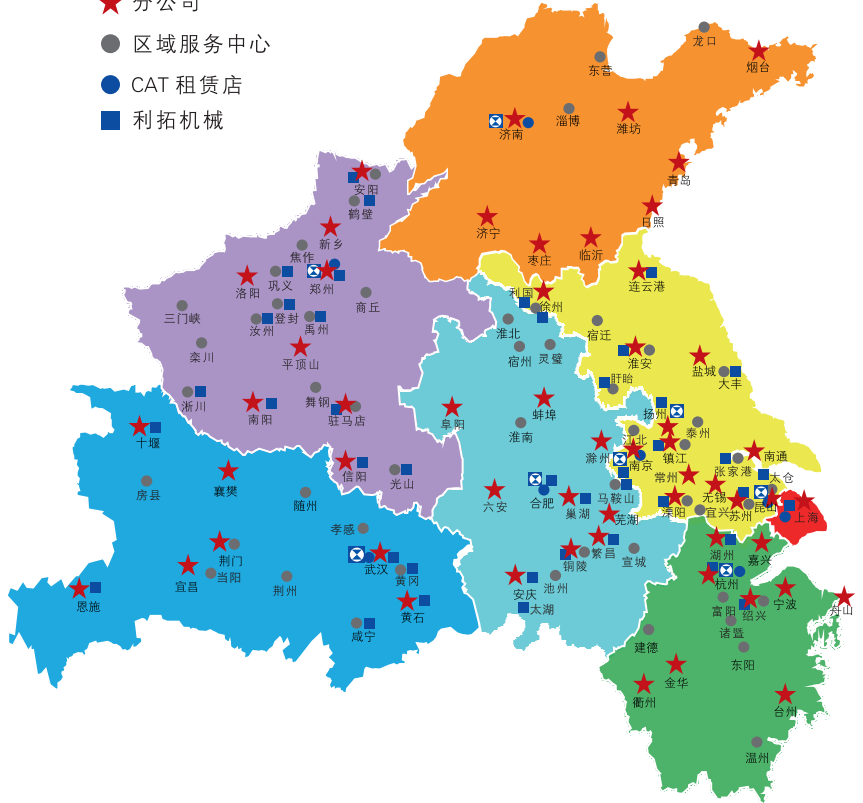 分公司
区域服务中心
CAT 租赁店
利拓机械
龙口
烟台
东营
淄博
潍坊
济南
青岛
日照
济宁
枣庄
临沂
安阳
鹤壁
新乡
焦作
巩义
郑州
洛阳
商丘
三门峡
登封
汝州
禹州
栾川
平顶山
淅川
舞钢
南阳
驻马店
信阳
光山
连云港
利国
徐州
宿迁
淮安
盐城
大丰
盱眙
扬州
泰州
江北
南京
镇江
张家港
南通
常州
无锡
太仓
溧阳
宜兴
苏州
昆山
上海
淮北
宿州
灵璧
阜阳
蚌埠
淮南
滁州
合肥
六安
巢湖
马鞍山
芜湖
铜陵
繁昌
宣城
安庆
池州
太湖
十堰
襄樊
房县
随州
孝感
荆门
当阳
宜昌
荆州
武汉
黄冈
恩施
黄石
咸宁
湖州
嘉兴
杭州
富阳
绍兴
宁波
舟山
诸暨
建德
东阳
金华
衢州
台州
温州